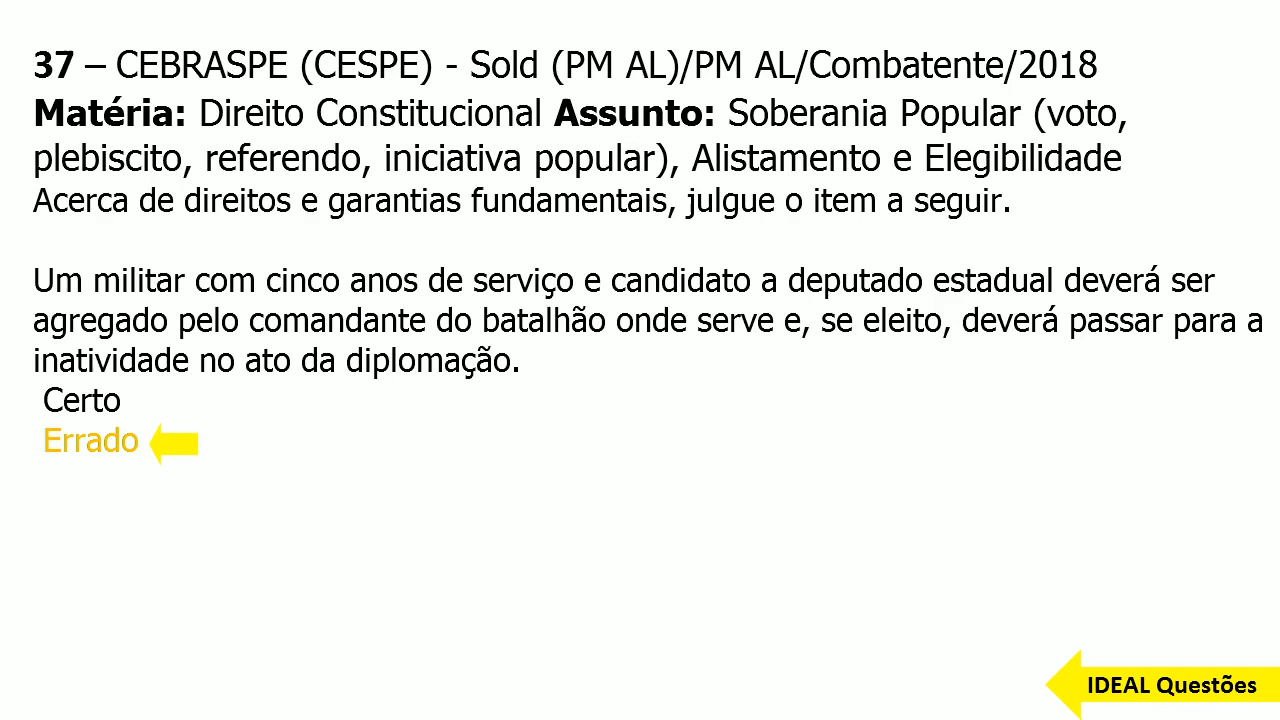 37 – CEBRASPE (CESPE) - Sold (PM AL)/PM AL/Combatente/2018
Matéria: Direito Constitucional Assunto: Soberania Popular (voto,
plebiscito, referendo, iniciativa popular), Alistamento e Elegibilidade
Acerca de direitos e garantias fundamentais, julgue o item a seguir.
Um militar com cinco anos de serviço e candidato a deputado estadual deverá ser
agregado pelo comandante do batalhão onde serve e, se eleito, deverá passar para a
inatividade no ato da diplomação.
Certo
Errado
IDEAL Questões